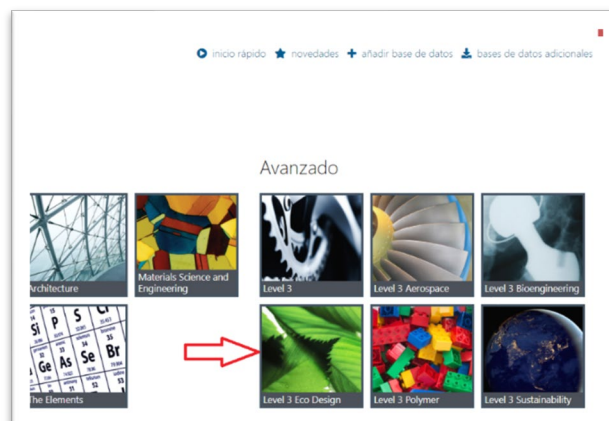 inicio rápido novedades añadir base de datos bases de datos adicionales
Avanzado
Architecture
Materials Science and
Engineering
Level 3
Level 3 Aerospace
Level 3 Bioengineering
Si P S Cl
Ge As Se Br
The Elements
Level 3 Eco Design
Level 3 Polymer
Level 3 Sustainability